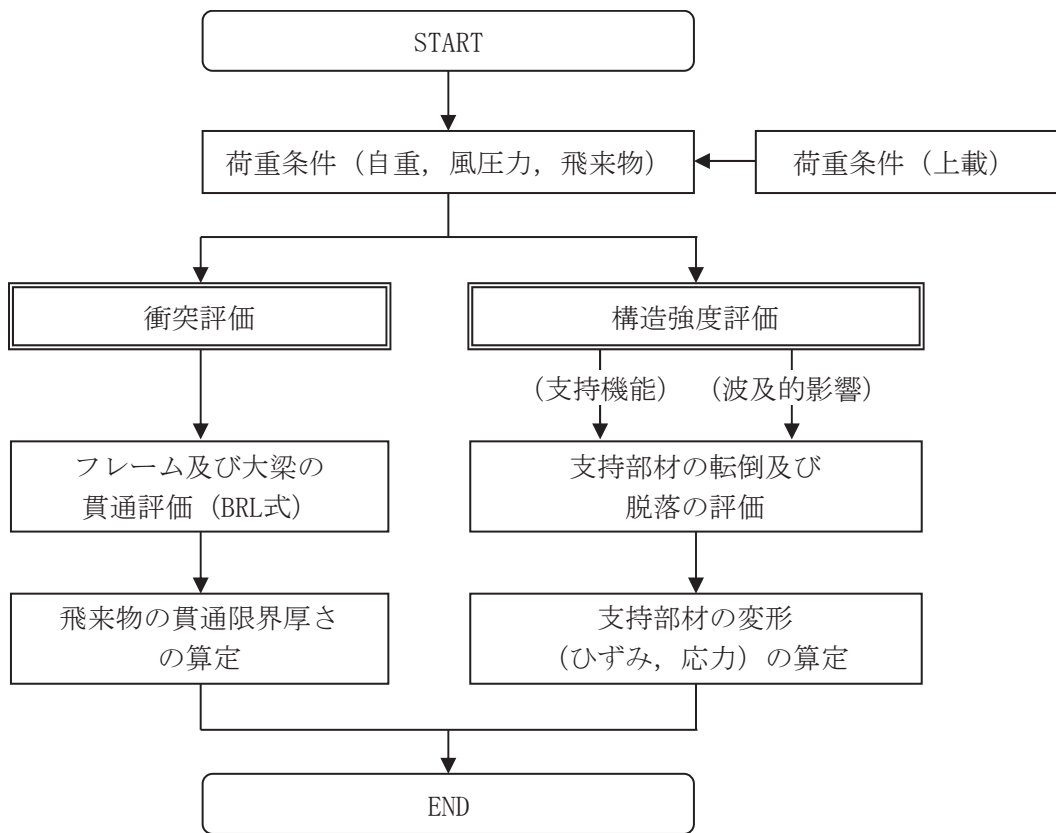 START
荷重条件（自重，風圧力，飛来物）
荷重条件（上載）
衝突評価
構造強度評価
（支持機能）
（波及的影響）
フレーム及び大梁の
貫通評価（BRL式）
支持部材の転倒及び
脱落の評価
飛来物の貫通限界厚さ
の算定
支持部材の変形
（ひずみ，応力）の算定
END